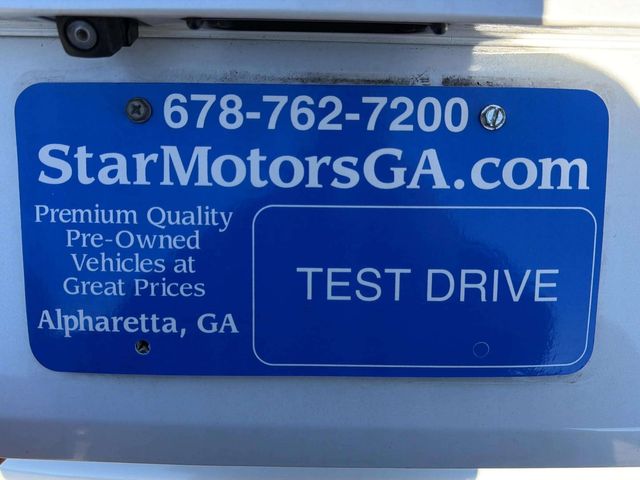 678-762-7200
StarMotorsGA.com
Premium Quality
Pre-Owned
Vehicles at
Great Prices
Alpharetta, GA
TEST DRIVE